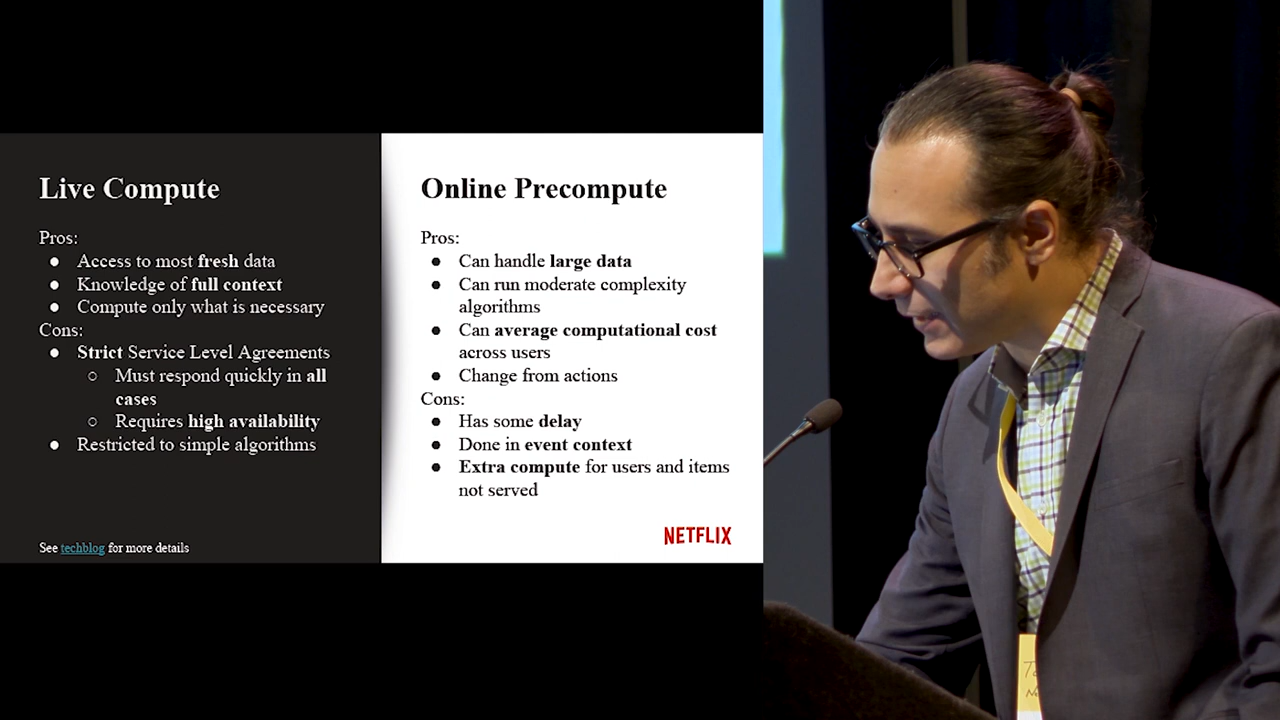 Live Compute
Pros:
● Access to most fresh data
● Knowledge of full context
● Compute only what is necessary
Cons:
● Strict Service Level Agreements
○ Must respond quickly in all
cases
○ Requires high availability
● Restricted to simple algorithms
See techblog for more details
Online Precompute
Pros:
● Can handle large data
● Can run moderate complexity
algorithms
● Can average computational cost
across users
● Change from actions
Cons:
● Has some delay
● Done in event context
● Extra compute for users and items
not served
NETFLIX